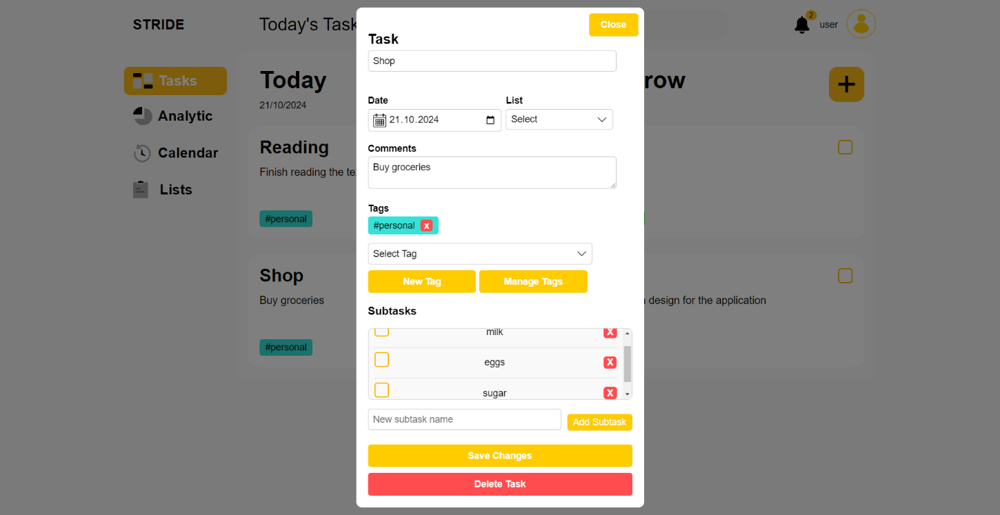 STRIDE
Today's Task
2
user
Tasks
Analytic
Calendar
Lists
Today
21/10/2024
row
+
Reading
Finish reading the te
#personal
Shop
Buy groceries
#personal
a design for the application
Close
Task
Shop
Date
List
21.10.2024
Select
Comments
Buy groceries
Tags
#personal x
Select Tag
New Tag
Manage Tags
Subtasks
milk X
eggs X
sugar X
New subtask name
Add Subtask
Save Changes
Delete Task